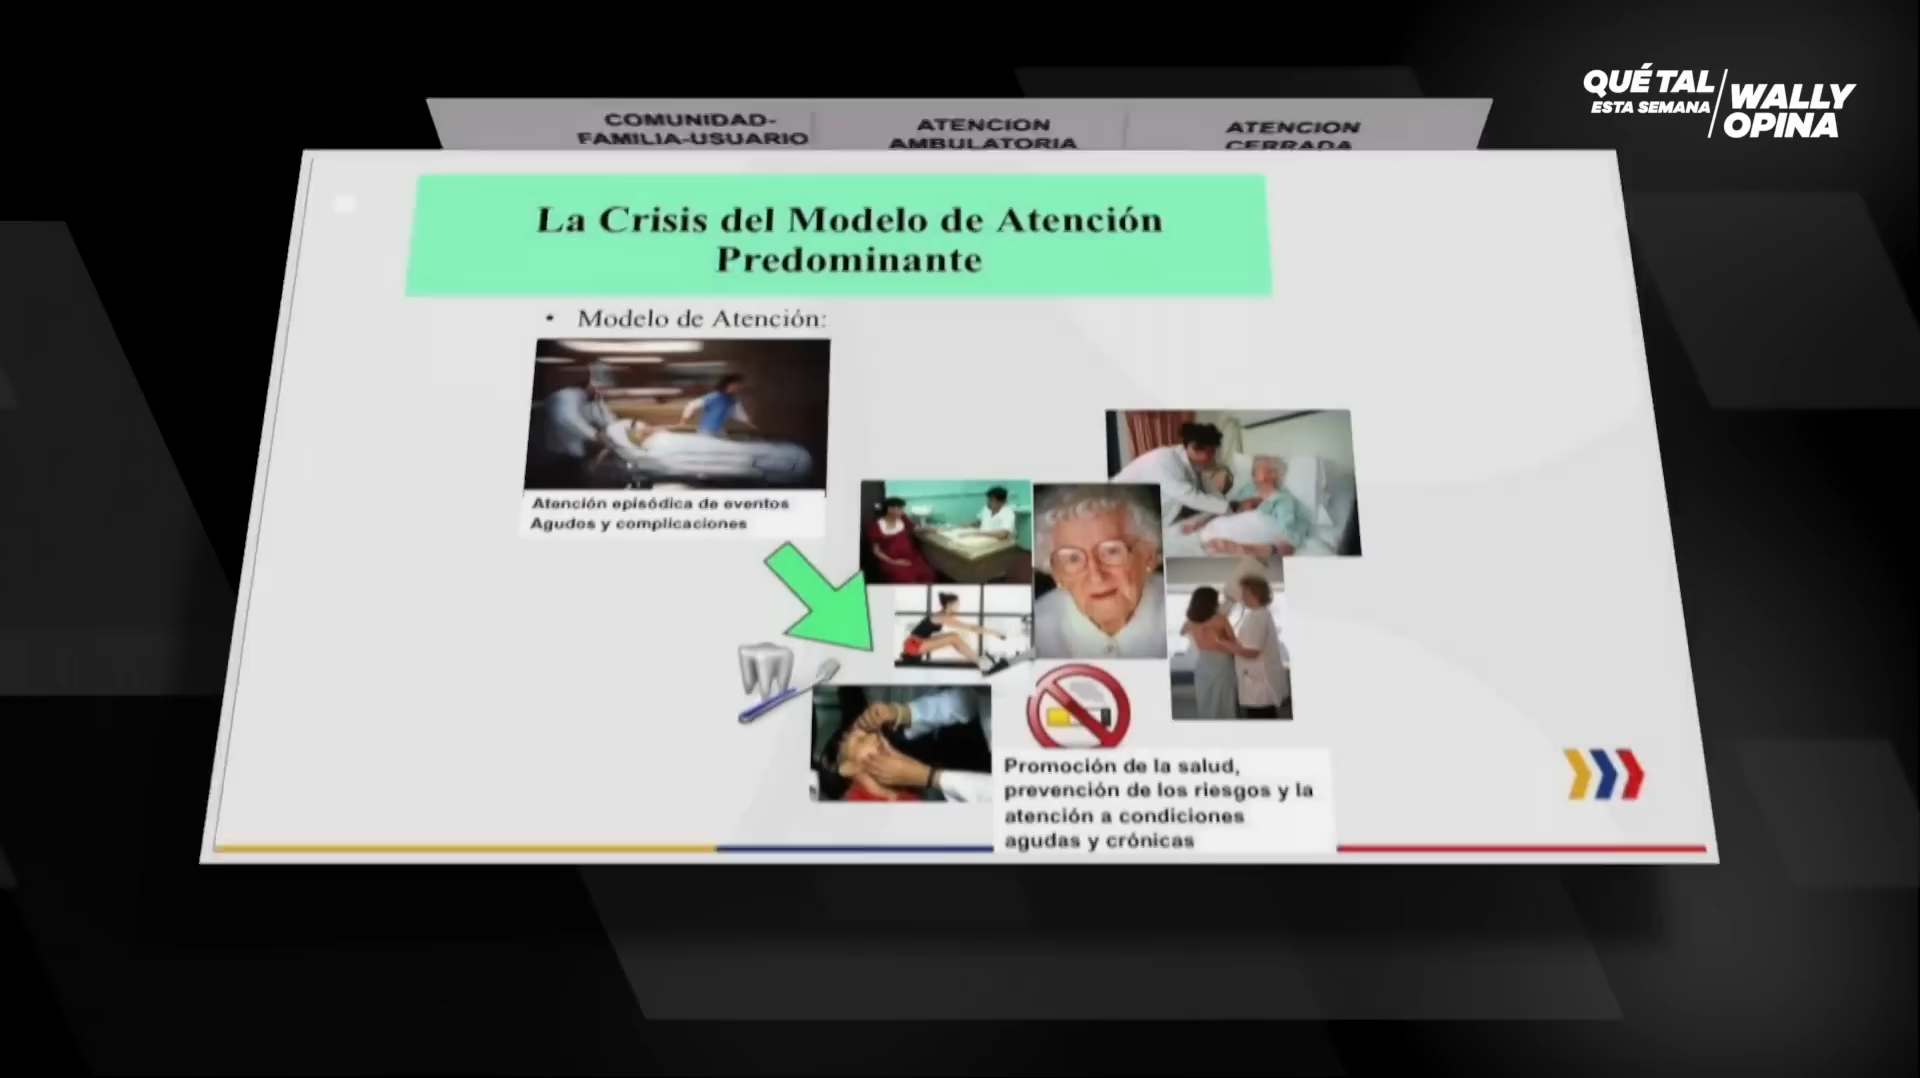 QUÉ TAL
ESTA SEMANA
WALLY
OPINA
COMUNIDAD-
FAMILIA-USUARIO
ATENCION
AMBULATORIA
ATENCION
CERRADA
La Crisis del Modelo de Atención
Predominante
• Modelo de Atención:
Atención episódica de eventos
Agudos y complicaciones
Promoción de la salud,
prevención de los riesgos y la
atención a condiciones
agudas y crónicas